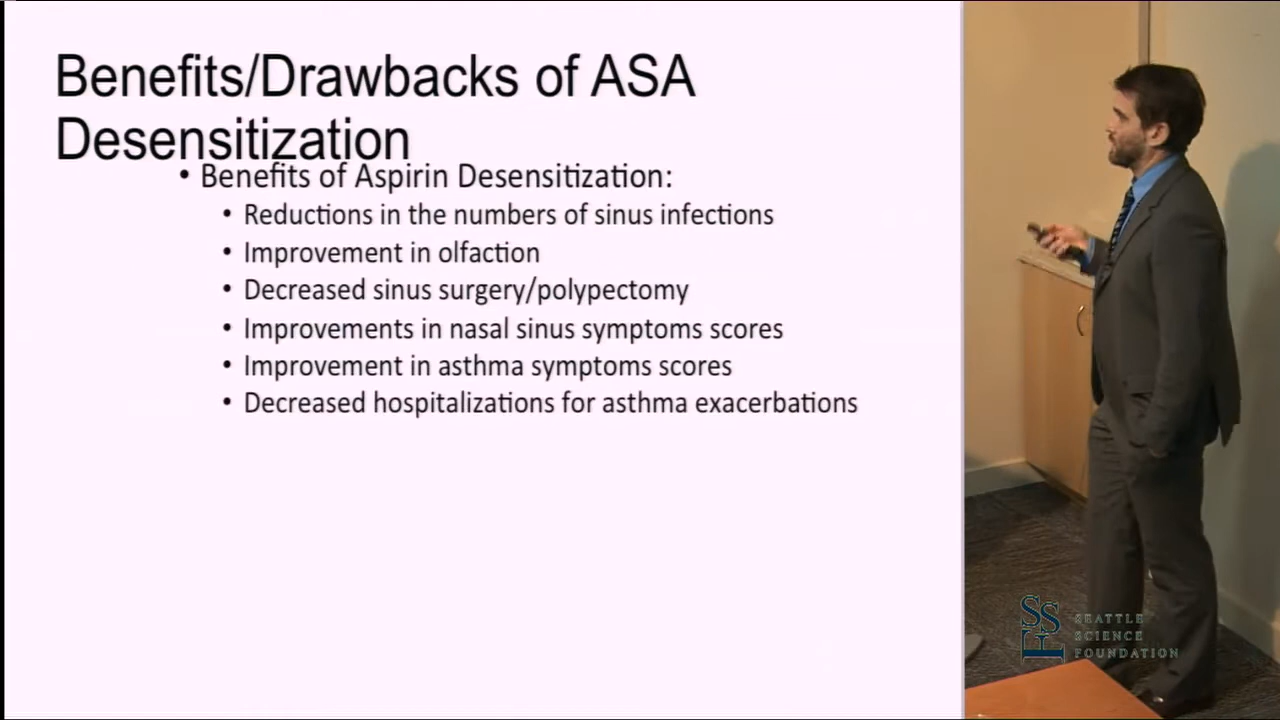 Benefits/Drawbacks of ASA
Desensitization
• Benefits of Aspirin Desensitization:
• Reductions in the numbers of sinus infections
• Improvement in olfaction
• Decreased sinus surgery/polypectomy
• Improvements in nasal sinus symptoms scores
• Improvement in asthma symptoms scores
• Decreased hospitalizations for asthma exacerbations
SSF
SEATTLE
SCIENCE
FOUNDATION